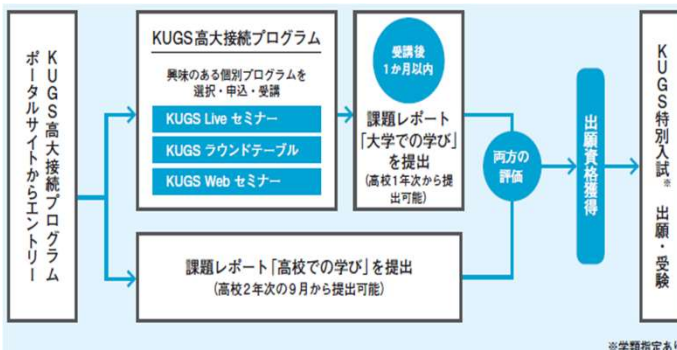 KUGS高大接続プログラム
ポータルサイトからエントリー
KUGS高大接続プログラム
興味のある個別プログラムを
選択・申込・受講
KUGS Live セミナー
KUGS ラウンドテーブル
KUGS Web セミナー
受講後
1か月以内
課題レポート
「大学での学び」
を提出
(高校1年次から提
出可能)
課題レポート「高校での学び」を提出
(高校2年次の9月から提出可能)
両方の
評価
出願資格獲得
KUGS特別入試※ 出願・受験
※学類指定あり